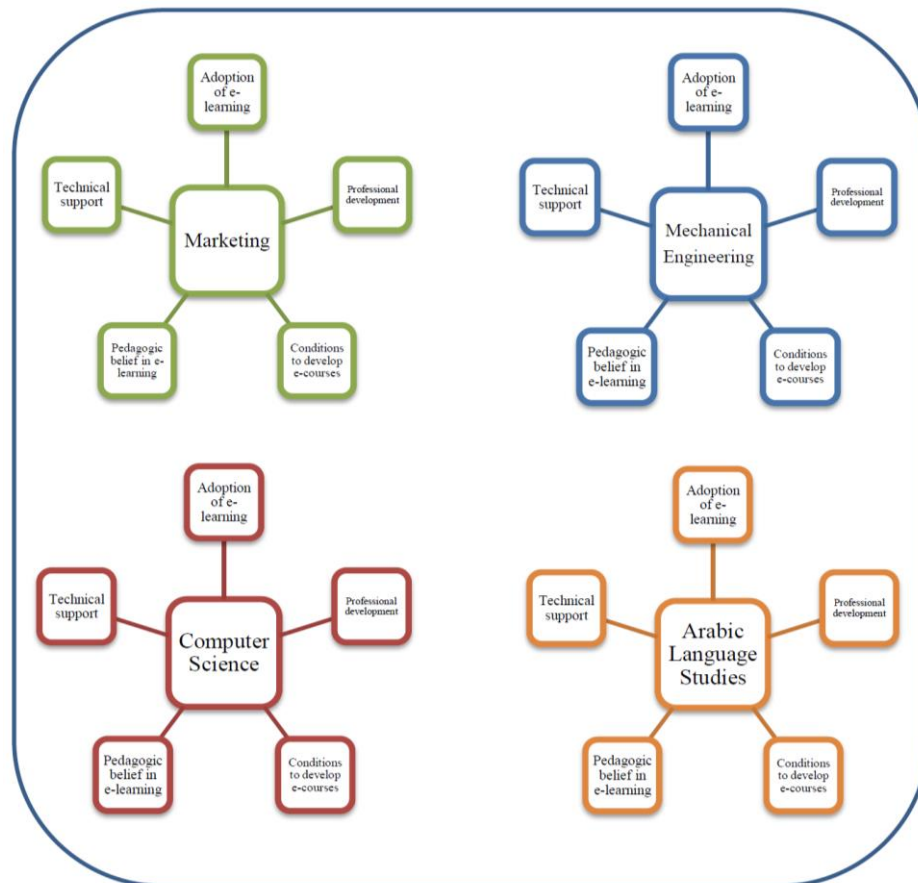 Adoption
of e-
learning
Technical
support
Professional
development
Marketing
Pedagogic
belief in e-
learning
Conditions
to develop
e-courses
Adoption
of e-
learning
Technical
support
Professional
development
Mechanical
Engineering
Pedagogic
belief in
e-learning
Conditions
to develop
e-courses
Adoption
of e-
learning
Technical
support
Professional
development
Computer
Science
Pedagogic
belief in
e-learning
Conditions
to develop
e-courses
Adoption
of e-
learning
Technical
support
Professional
development
Arabic
Language
Studies
Pedagogic
belief in
e-learning
Conditions
to develop
e-courses